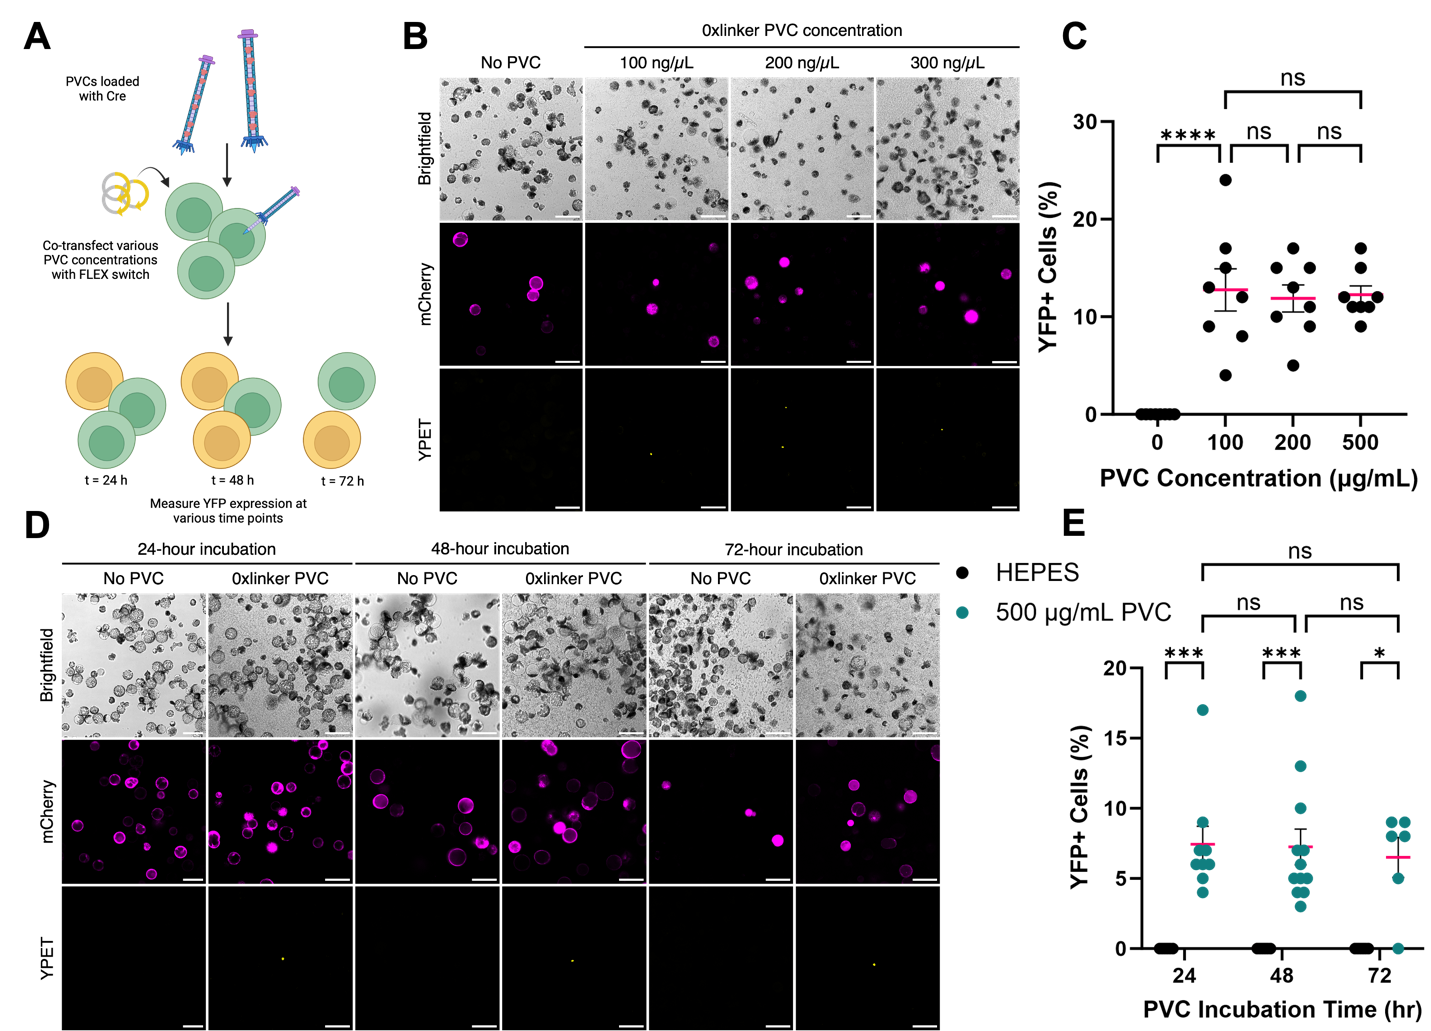 A
PVCs loaded
with Cre
Co-transfect various
PVC concentrations
with FLEX switch
t = 24 h
t = 48 h
t = 72 h
Measure YFP expression at
various time points
B
0xlinker PVC concentration
No PVC
100 ng/µL
200 ng/µL
300 ng/µL
Brightfield
mCherry
YPET
C
ns
**** ns ns
YFP+ Cells (%)
30
20
10
0
0 100 200 500
PVC Concentration (µg/mL)
D
24-hour incubation
48-hour incubation
72-hour incubation
No PVC
0xlinker PVC
No PVC
0xlinker PVC
No PVC
0xlinker PVC
Brightfield
mCherry
YPET
E
HEPES
500 µg/mL PVC
ns
ns ns
*** *** *
YFP+ Cells (%)
20
15
10
5
0
24 48 72
PVC Incubation Time (hr)